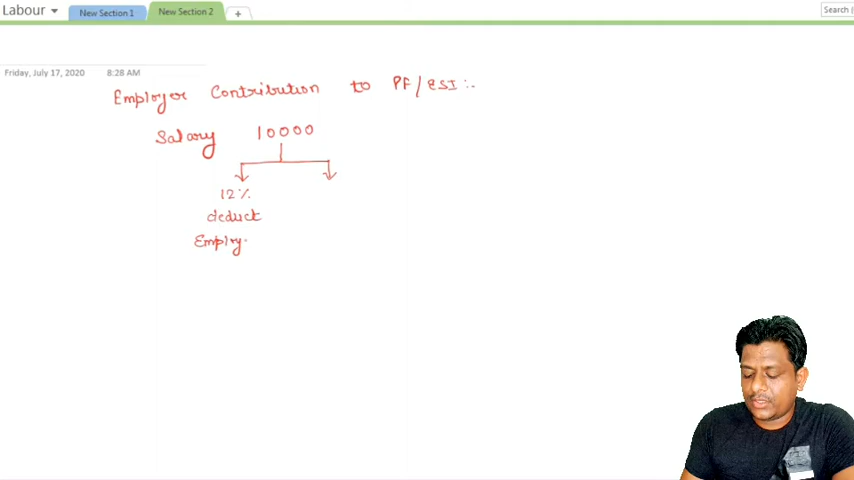 Labour
New Section 1
New Section 2
+
Search (
Friday, July 17, 2020
8:28 AM
Employer Contribution to PF/ESI:-
Salary 10000
12%
deduct
Employ.